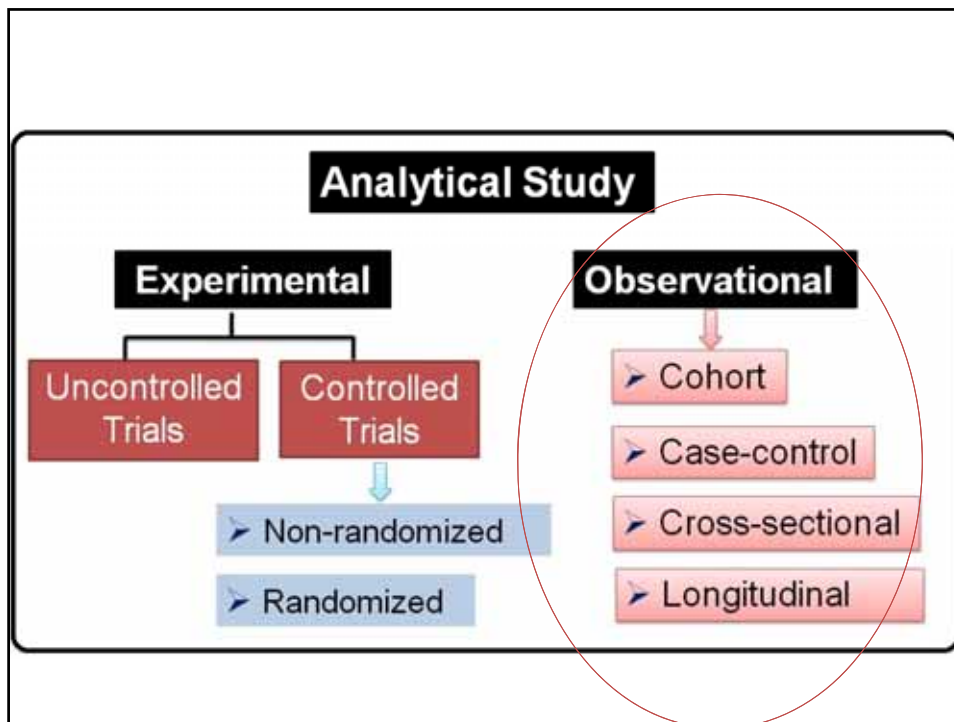 Analytical Study
Experimental
Observational
Uncontrolled
Trials
Controlled
Trials
➢ Non-randomized
➢ Randomized
➢ Cohort
➢ Case-control
➢ Cross-sectional
➢ Longitudinal